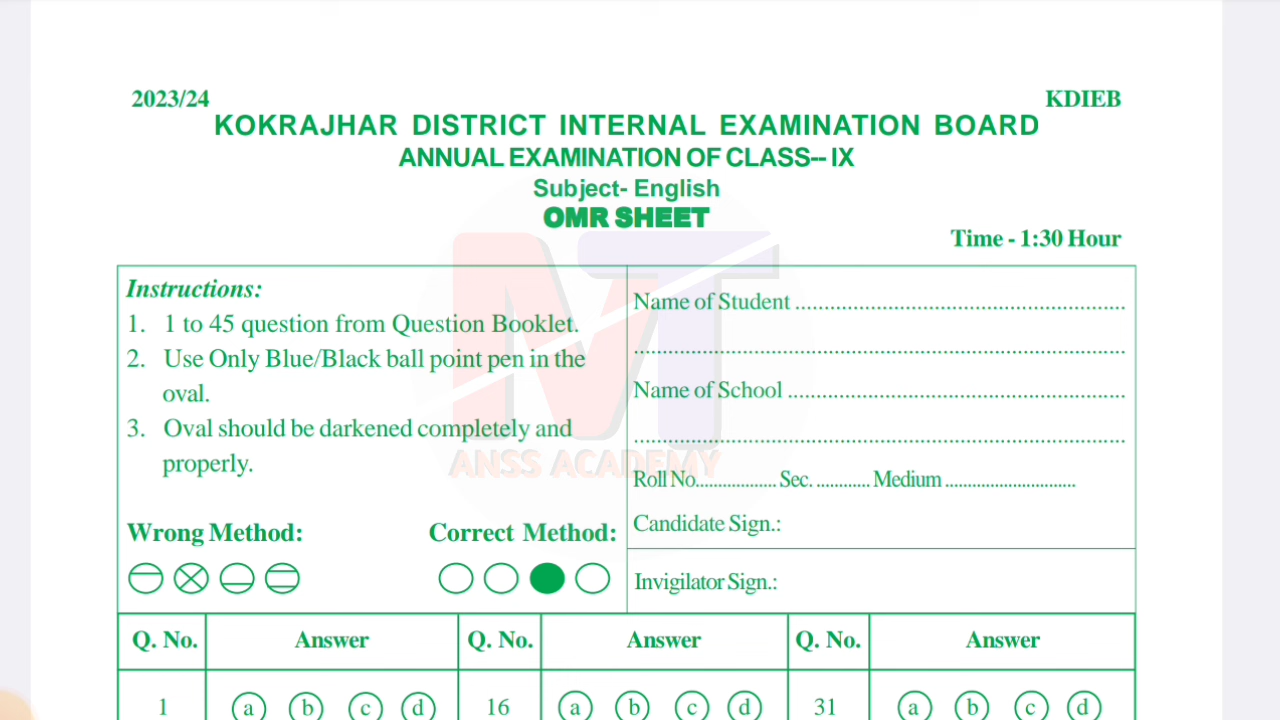 2023/24 KDIEB
KOKRAJHAR DISTRICT INTERNAL EXAMINATION BOARD
ANNUAL EXAMINATION OF CLASS-- IX
Subject- English
OMR SHEET
Time - 1:30 Hour
Instructions:
1. 1 to 45 question from Question Booklet.
2. Use Only Blue/Black ball point pen in the
oval.
3. Oval should be darkened completely and
properly.
Wrong Method: Correct Method:
Name of Student ........................................................
....................................................................................
Name of School .........................................................
....................................................................................
Roll No.................. Sec. ............ Medium .............................
Candidate Sign.:
Invigilator Sign.:
MT
ANSS ACADEMY
Q. No. Answer Q. No. Answer Q. No. Answer
1 a b c d 16 a b c d 31 a b c d